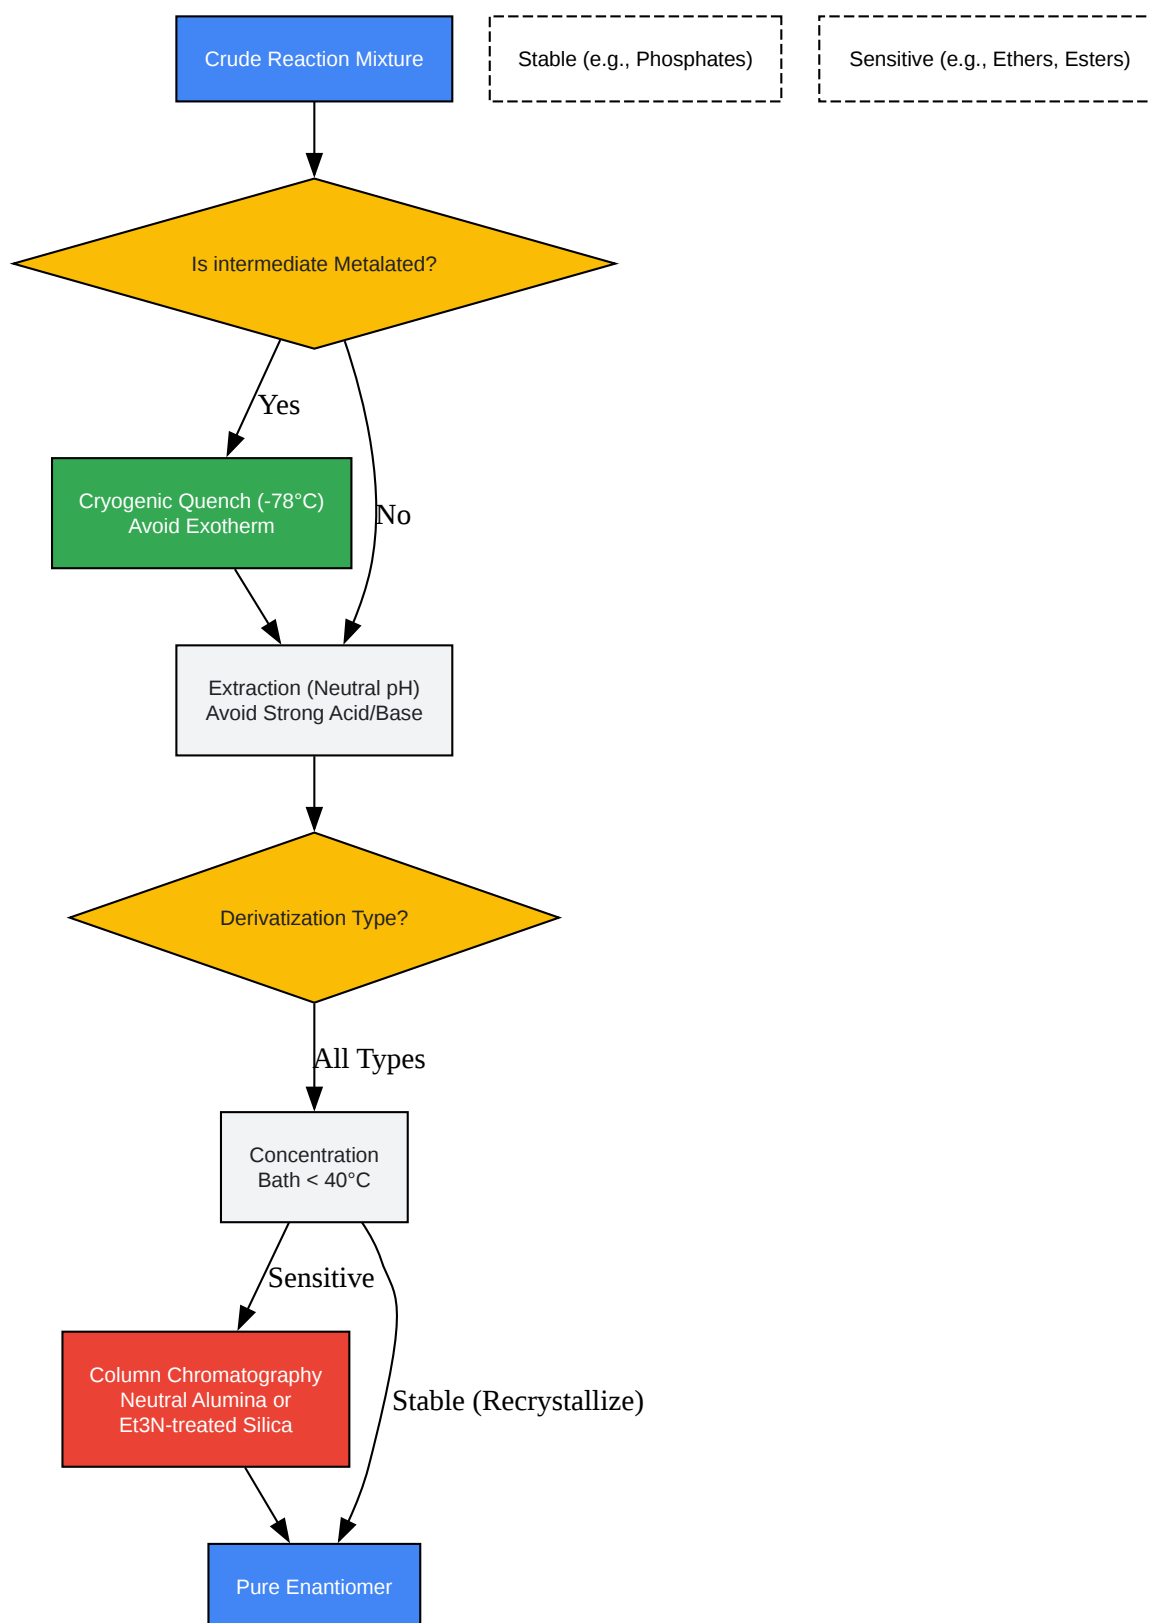 Crude Reaction Mixture
Stable (e.g., Phosphates)
Sensitive (e.g., Ethers, Esters)
Is intermediate Metalated?
Yes
Cryogenic Quench (-78°C)
Avoid Exotherm
No
Extraction (Neutral pH)
Avoid Strong Acid/Base
Derivatization Type?
All Types
Concentration
Bath < 40°C
Sensitive
Column Chromatography
Neutral Alumina or
Et3N-treated Silica
Stable (Recrystallize)
Pure Enantiomer